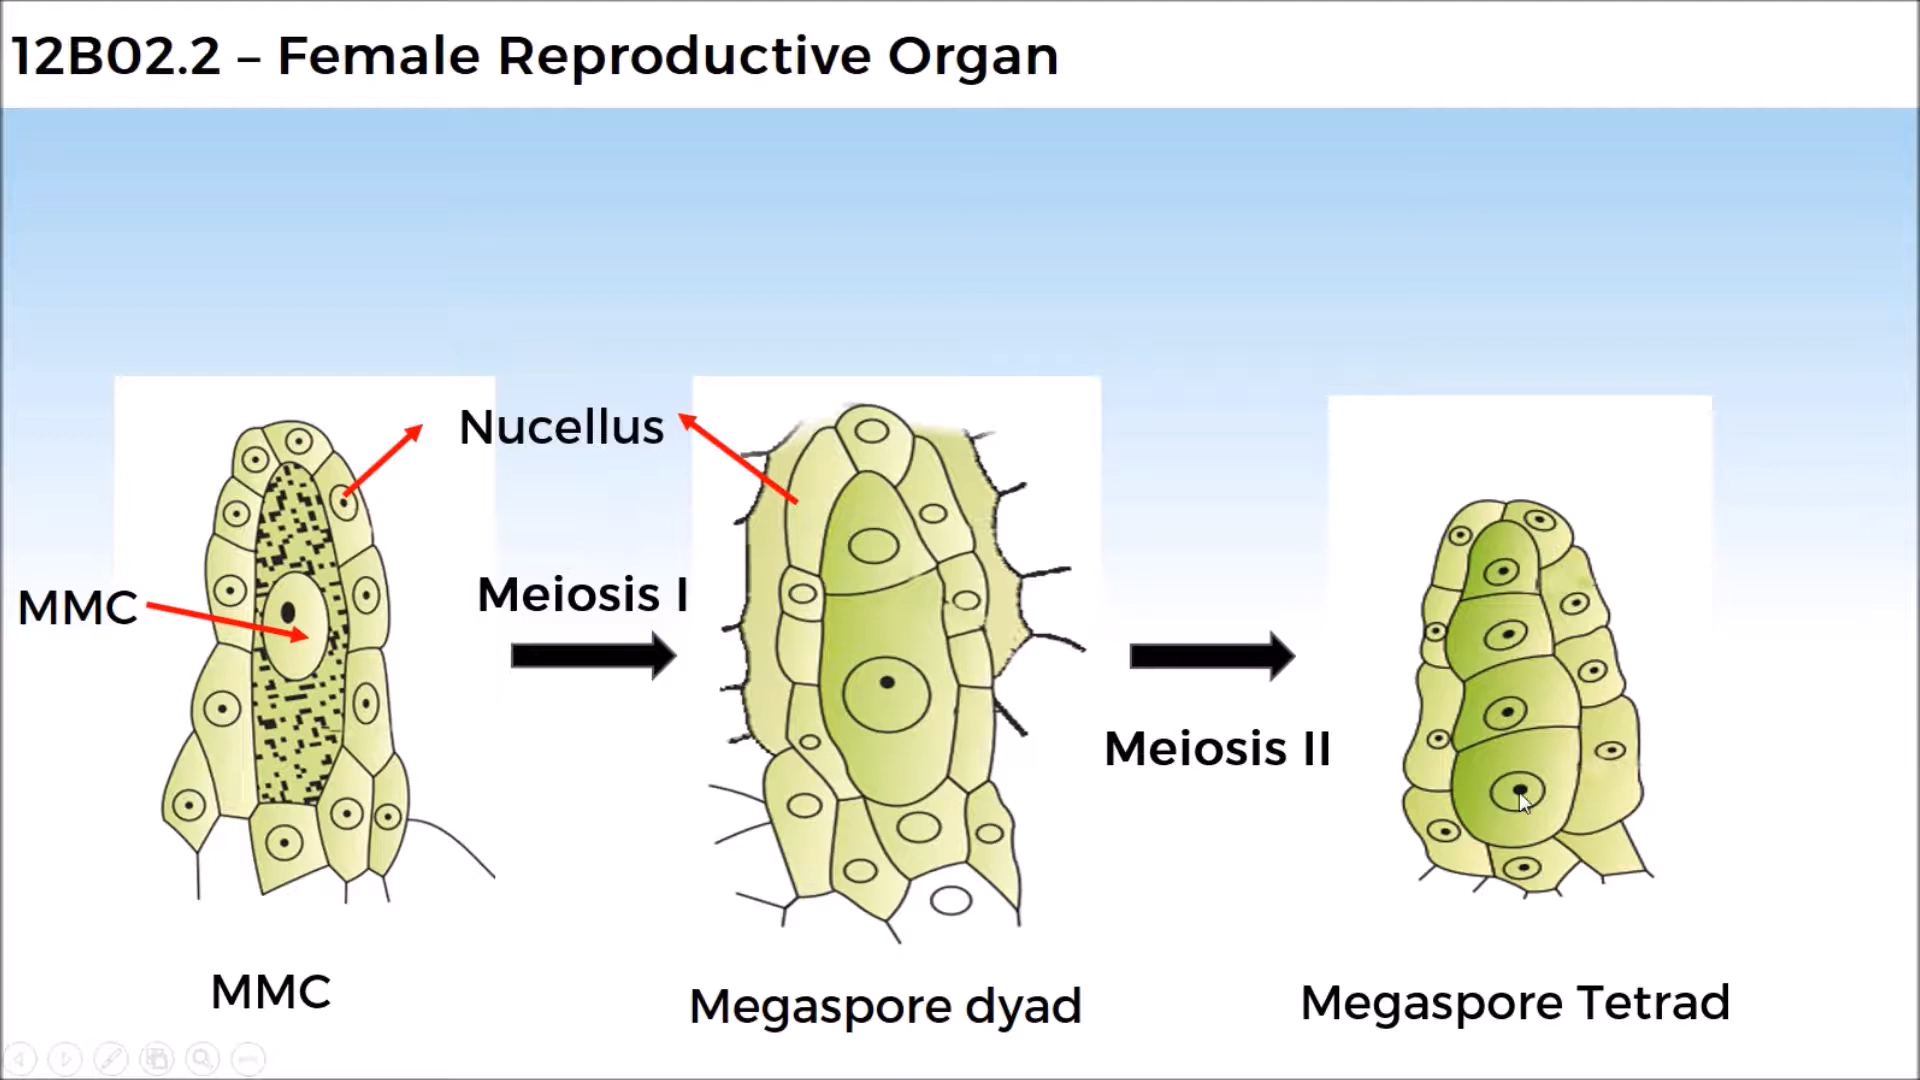 12B02.2 – Female Reproductive Organ
Nucellus
MMC
Meiosis I
Meiosis II
MMC
Megaspore dyad
Megaspore Tetrad